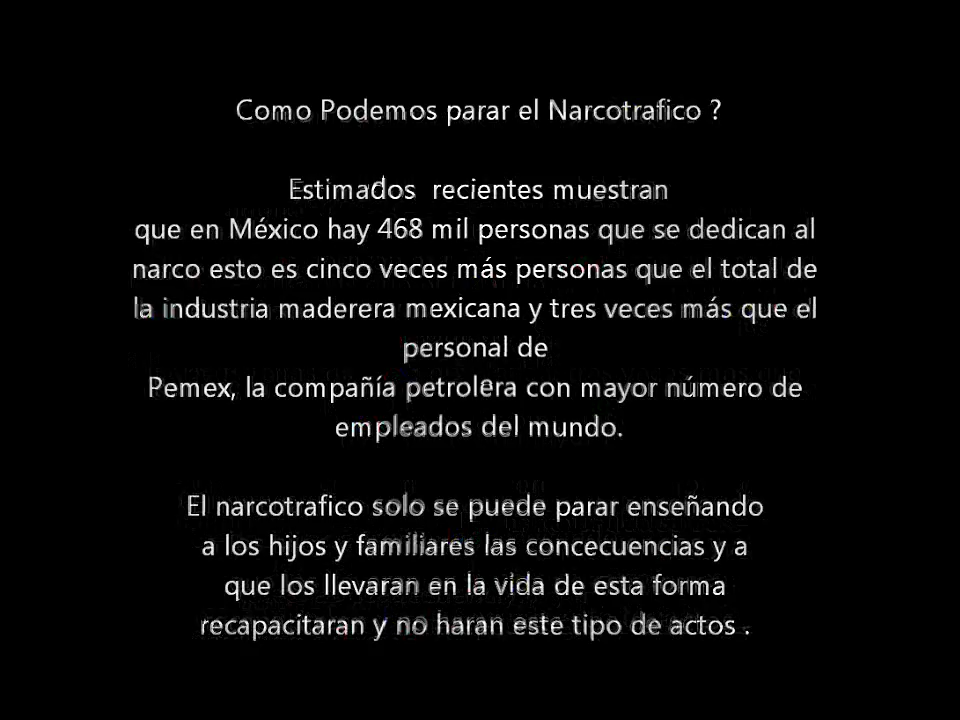 Como Podemos parar el Narcotrafico ?
Estimados recientes muestran
que en México hay 468 mil personas que se dedican al
narco esto es cinco veces más personas que el total de
la industria maderera mexicana y tres veces más que el
personal de
Pemex, la compañía petrolera con mayor número de
empleados del mundo.
El narcotrafico solo se puede parar enseñando
a los hijos y familiares las concecuencias y a
que los llevaran en la vida de esta forma
recapacitaran y no haran este tipo de actos .